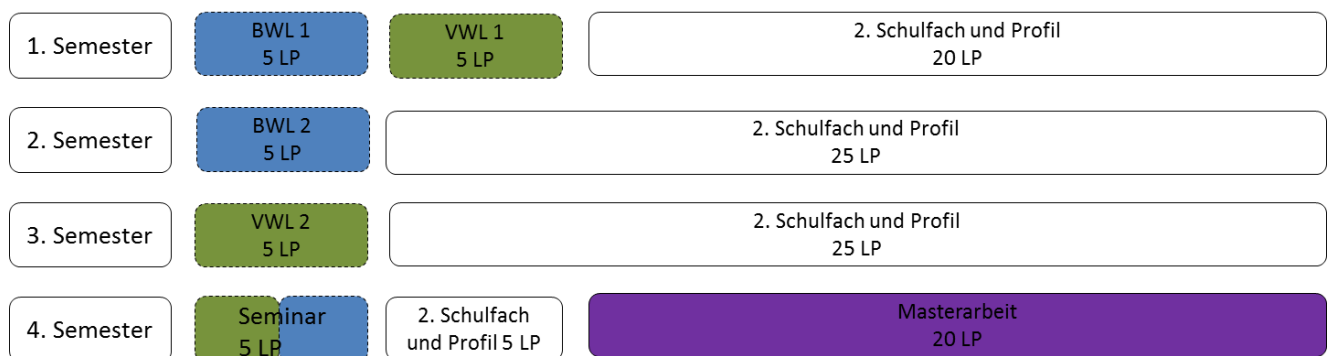 1. Semester
BWL 1
5 LP
VWL 1
5 LP
2. Schulfach und Profil
20 LP
2. Semester
BWL 2
5 LP
2. Schulfach und Profil
25 LP
3. Semester
VWL 2
5 LP
2. Schulfach und Profil
25 LP
4. Semester
Seminar
5 LP
2. Schulfach
und Profil 5 LP
Masterarbeit
20 LP